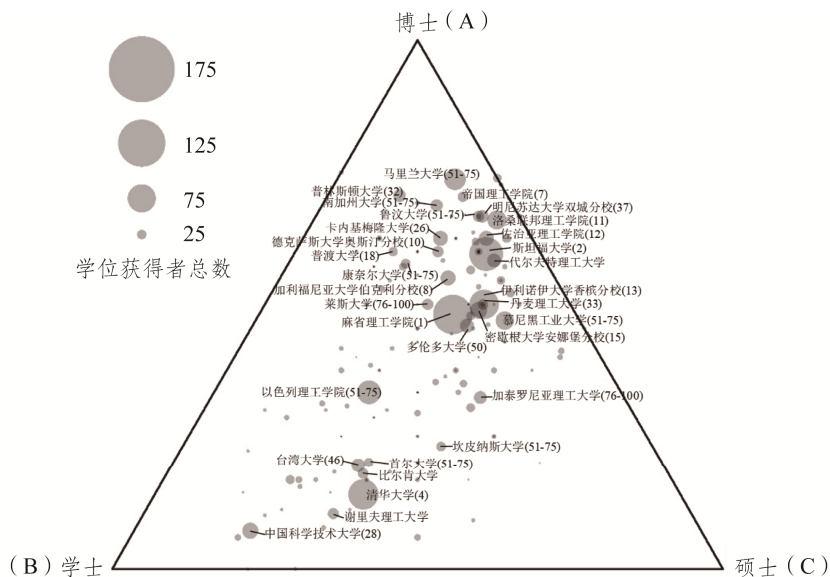 博士（A）
175
125
75
25
学位获得者总数
马里兰大学(51-75)
普林斯顿大学(32)
帝国理工学院(7)
南加州大学(51-75)
明尼苏达大学双城分校(37)
鲁汶大学(51-75)
洛桑联邦理工学院(11)
卡内基梅隆大学(26)
佐治亚理工学院(12)
德克萨斯大学奥斯汀分校(10)
斯坦福大学(2)
普渡大学(18)
代尔夫特理工大学
康奈尔大学(51-75)
加利福尼亚大学伯克利分校(8)
伊利诺伊大学香槟分校(13)
莱斯大学(76-100)
丹麦理工大学(33)
麻省理工学院(1)
慕尼黑工业大学(51-75)
密歇根大学安娜堡分校(15)
多伦多大学(50)
以色列理工学院(51-75)
加泰罗尼亚理工大学(76-100)
坎皮纳斯大学(51-75)
台湾大学(46)
首尔大学(51-75)
比尔肯大学
清华大学(4)
谢里夫理工大学
中国科学技术大学(28)
（B）学士
硕士（C）